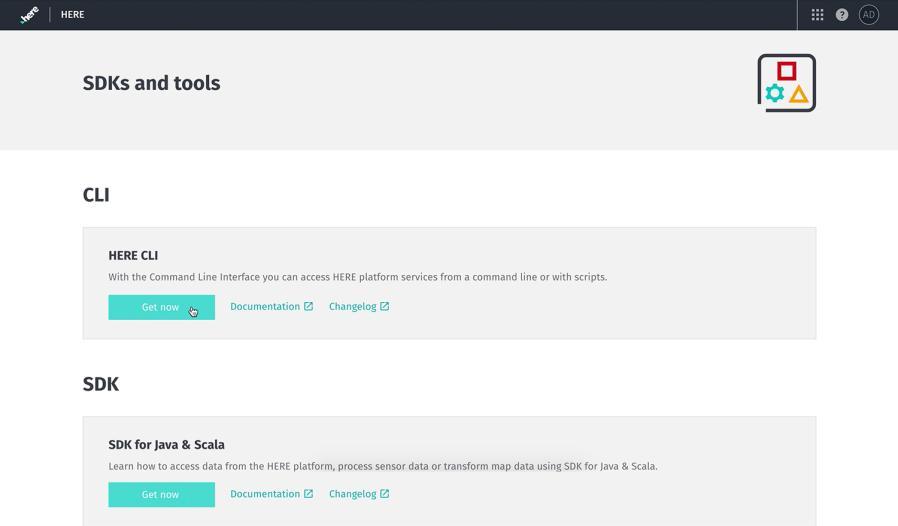 here
HERE
?
AD
SDKs and tools
CLI
HERE CLI
With the Command Line Interface you can access HERE platform services from a command line or with scripts.
Get now
Documentation
Changelog
SDK
SDK for Java & Scala
Learn how to access data from the HERE platform, process sensor data or transform map data using SDK for Java & Scala.
Get now
Documentation
Changelog